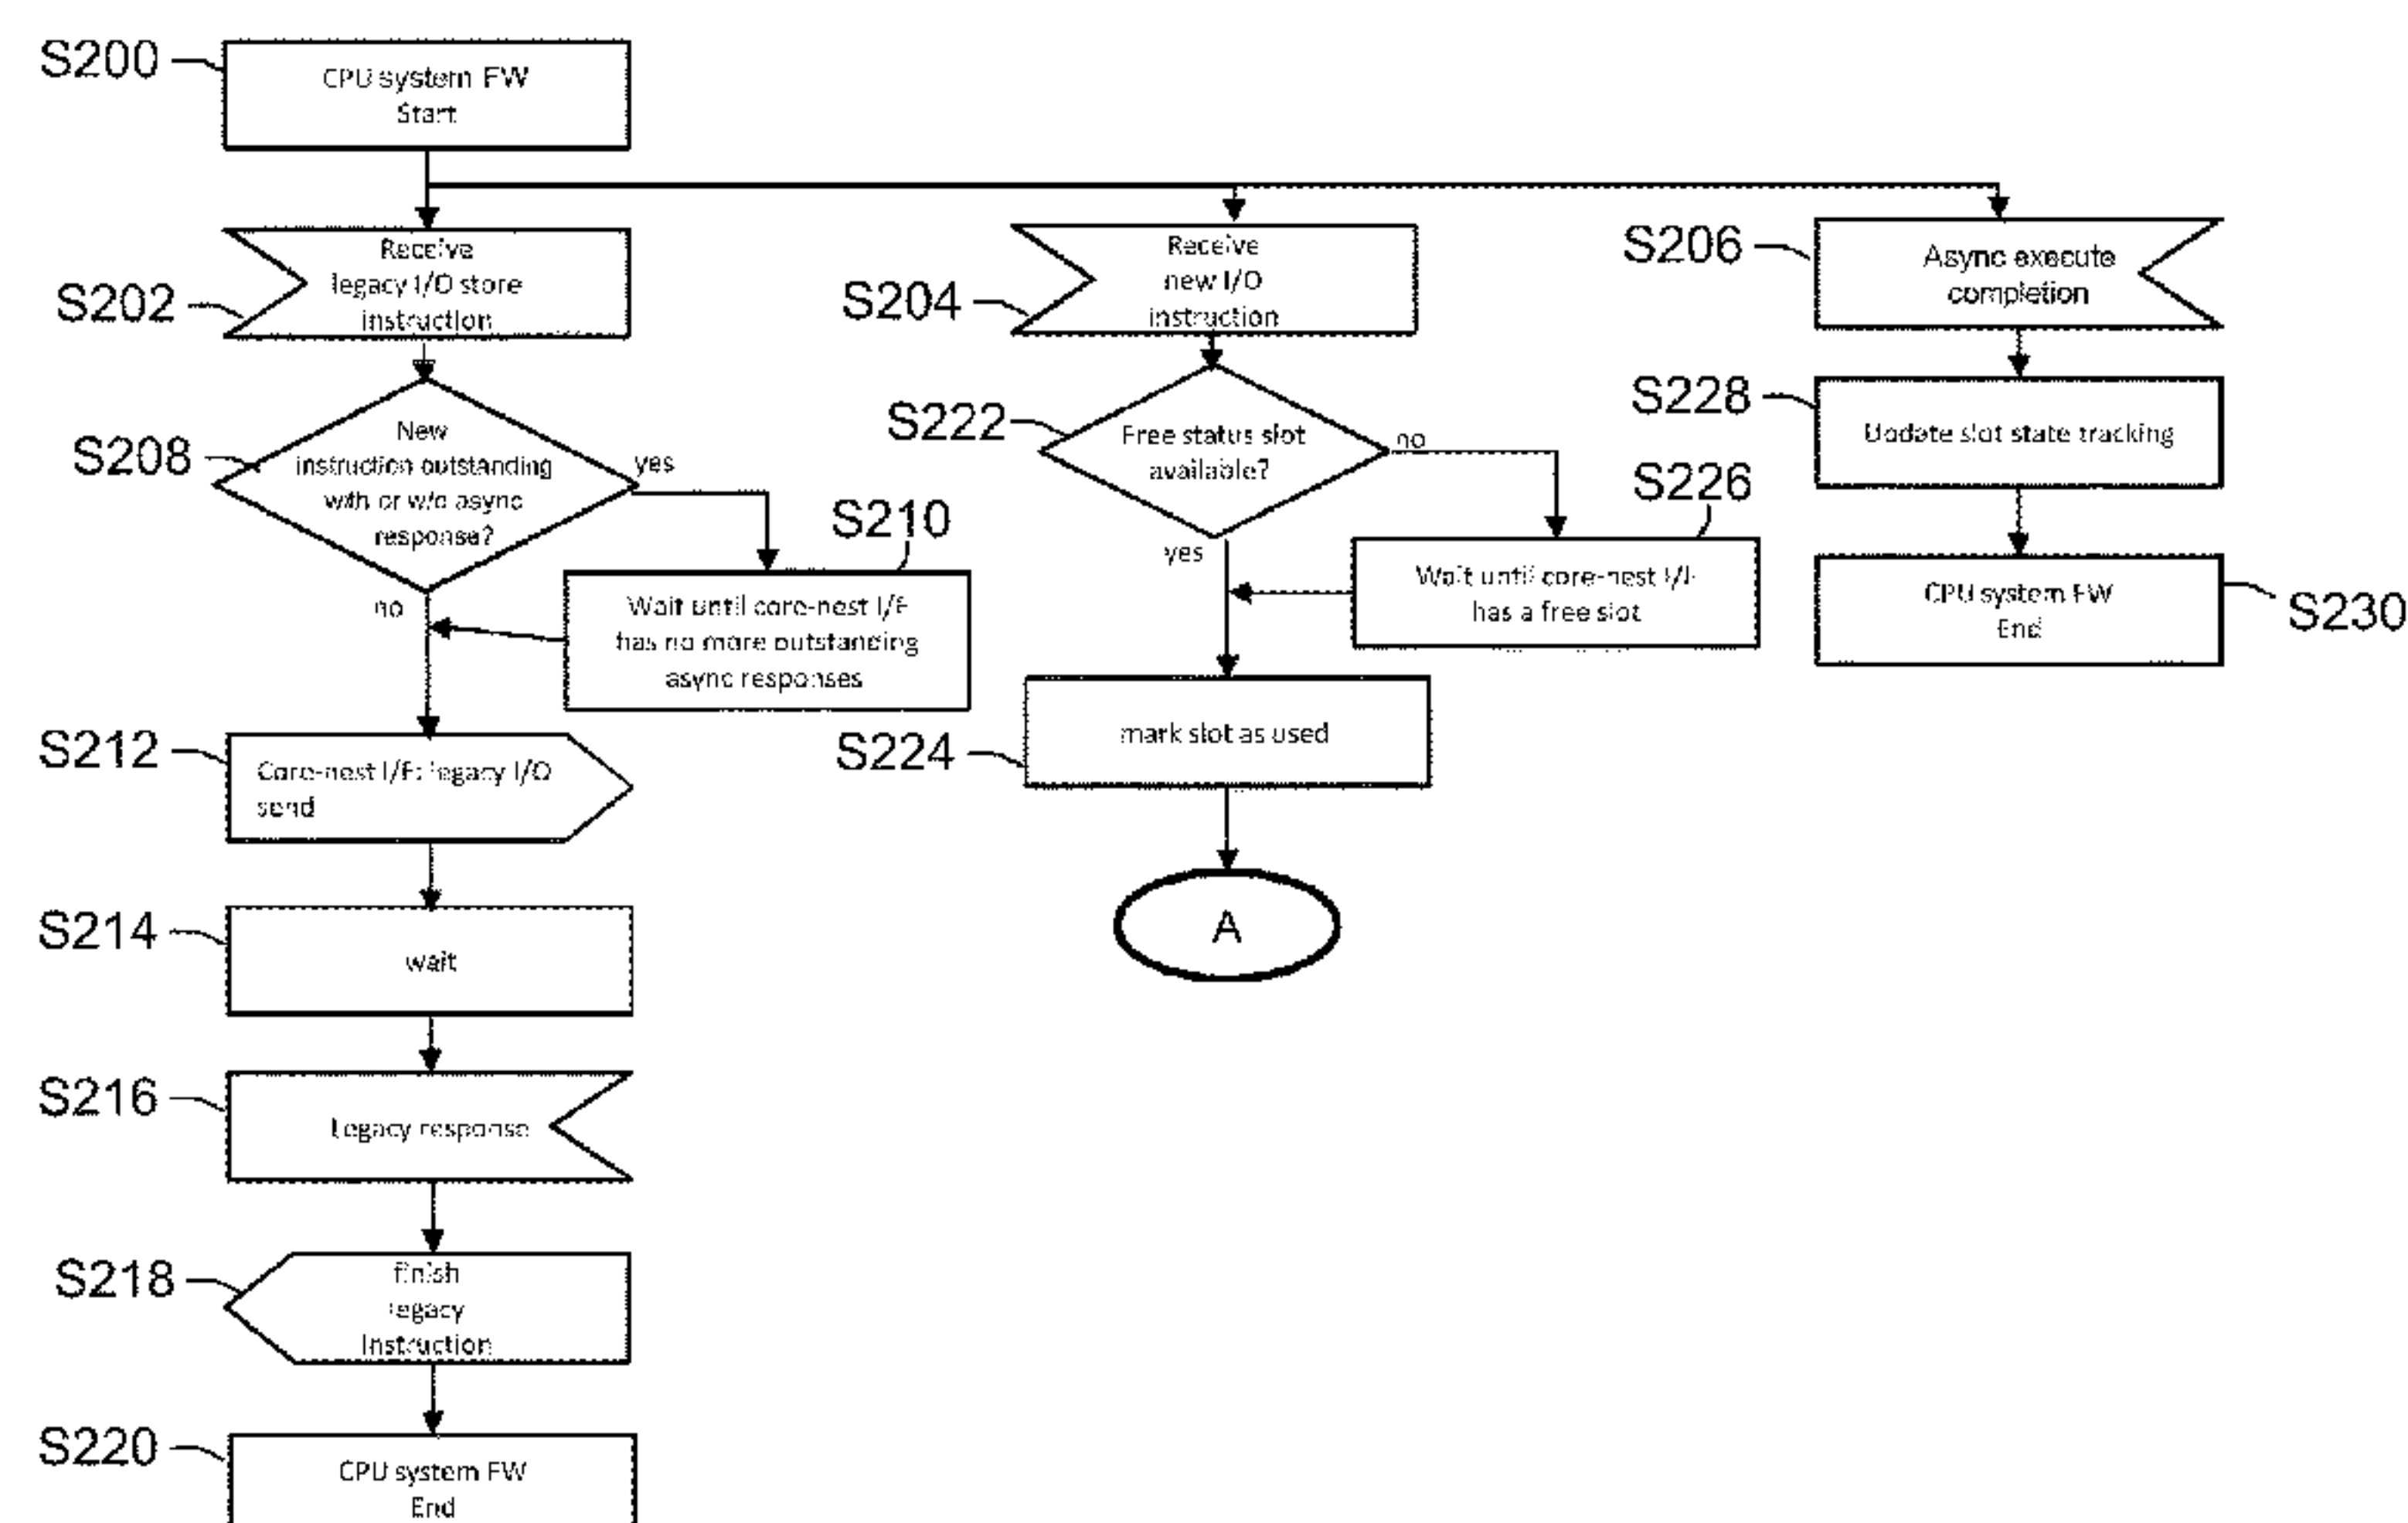 S200
CPU system FW
Start
S202
Receive
legacy I/O store
instruction
S204
Receive
new I/O
instruction
S206
Async execute
completion
S208
New
instruction outstanding
with or w/o async
response?
yes
no
S210
Wait until core-nest I/F
has no more outstanding
async responses
S212
Core-nest I/F: legacy I/O
send
S214
wait
S216
Legacy response
S218
finish
legacy
Instruction
S220
CPU system FW
End
S222
Free status slot
available?
no
yes
S226
Wait until core-nest I/F
has a free slot
S224
mark slot as used
A
S228
Update slot state tracking
CPU system FW
End
S230